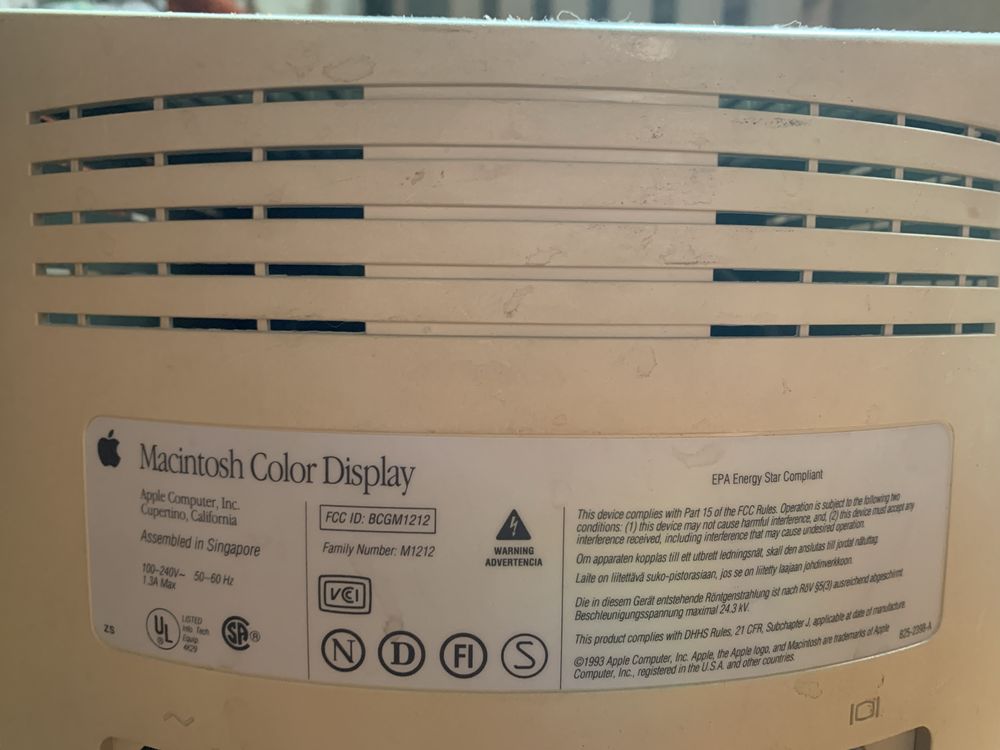 Macintosh Color Display
Apple Computer, Inc.
Cupertino, California
Assembled in Singapore
100–240V~ 50–60 Hz
1.3A Max
ZS
UL
®
LISTED
Info Tech
Equip.
4K29
SA ®
FCC ID: BCGM1212
Family Number: M1212
VCCI
N D FI S
WARNING
ADVERTENCIA
EPA Energy Star Compliant
This device complies with Part 15 of the FCC Rules. Operation is subject to the following two
conditions: (1) this device may not cause harmful interference, and, (2) this device must accept any
interference received, including interference that may cause undesired operation.
Om apparaten kopplas till ett utbrett ledningsnät, skall den anslutas till jordat nätuttag.
Laite on liitettävä suko-pistorasiaan, jos se on liitetty laajaan johdinverkkoon.
Die in diesem Gerät entstehende Röntgenstrahlung ist nach RöV §5(3) ausreichend abgeschirmt
Beschleunigungsspannung maximal 24.3 kV.
This product complies with DHHS Rules, 21 CFR, Subchapter J, applicable at date of manufacture.
©1993 Apple Computer, Inc. Apple, the Apple logo, and Macintosh are trademarks of Apple
Computer, Inc., registered in the U.S.A. and other countries.
825-2398-A